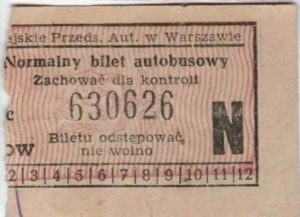 ejskie Przeds. Aut. w Warszawie
Normalny bilet autobusowy
Zachować dla kontroli
c 630626 N
Biletu odstępować
ów nie wolno
2 3 4 5 6 7 8 9 10 11 12